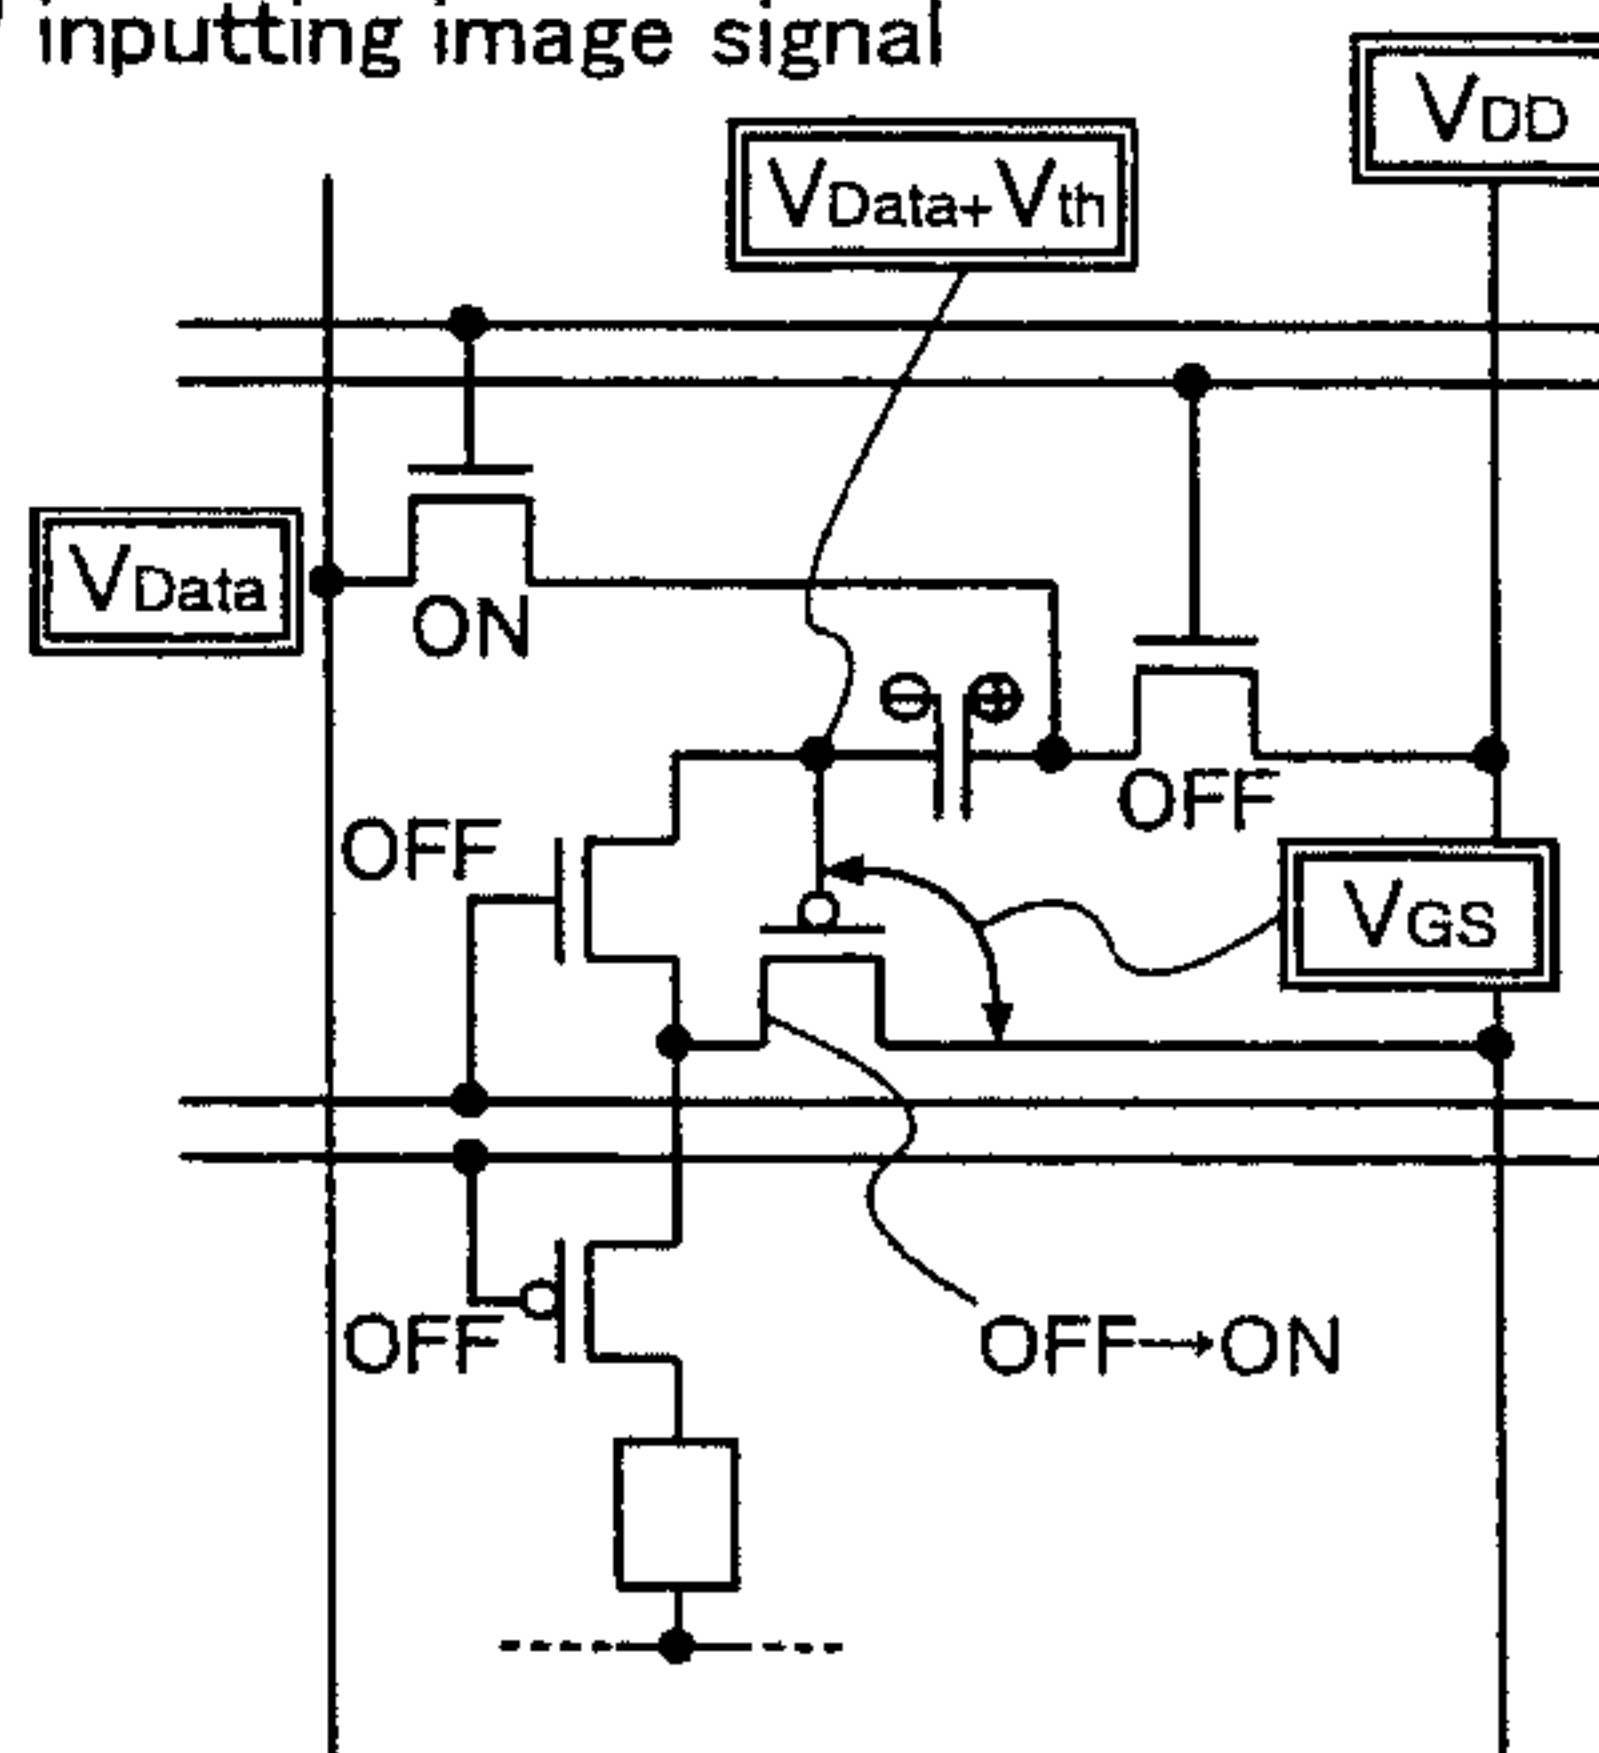 inputting image signal
VDD
VData+Vth
VData
ON
⊖ ⊕
OFF
OFF
VGS
OFF
OFF→ON